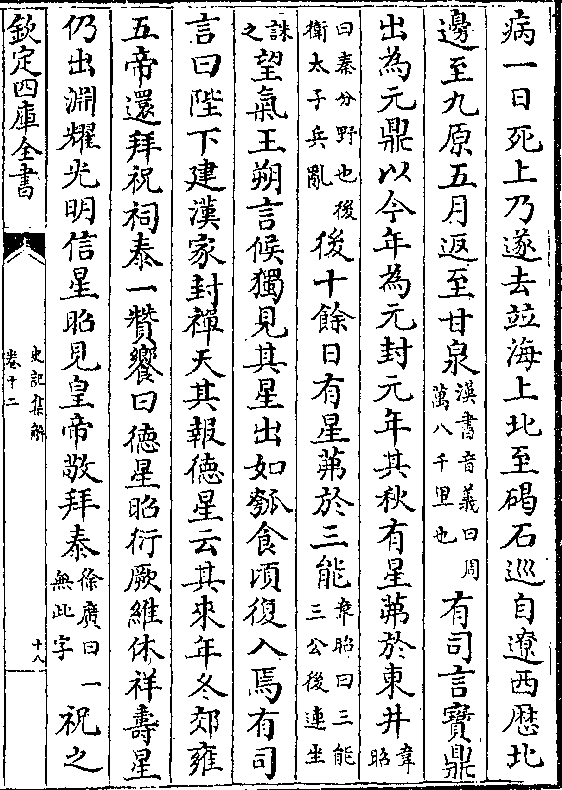 病一日死上乃遂去竝海上北至碣石巡自遼西歴北
邊至九原五月返至甘泉漢書音義曰周萬八千里也有司言寶鼎
出為元鼎以今年為元封元年其秋有星茀於東井韋昭
曰秦分野也後衛太子兵亂後十餘日有星茀於三能韋昭曰三能三公後連坐
誅之望氣王朔言候獨見其星出如瓠食頃復入焉有司
言曰陛下建漢家封禪天其報德星云其來年冬郊雍
五帝還拜祝祠泰一贊饗曰德星昭衍厥維休祥壽星
仍出淵耀光明信星昭見皇帝敬拜泰徐廣曰一無此字祝之
欽定四庫全書
史記集解
卷十二
十八